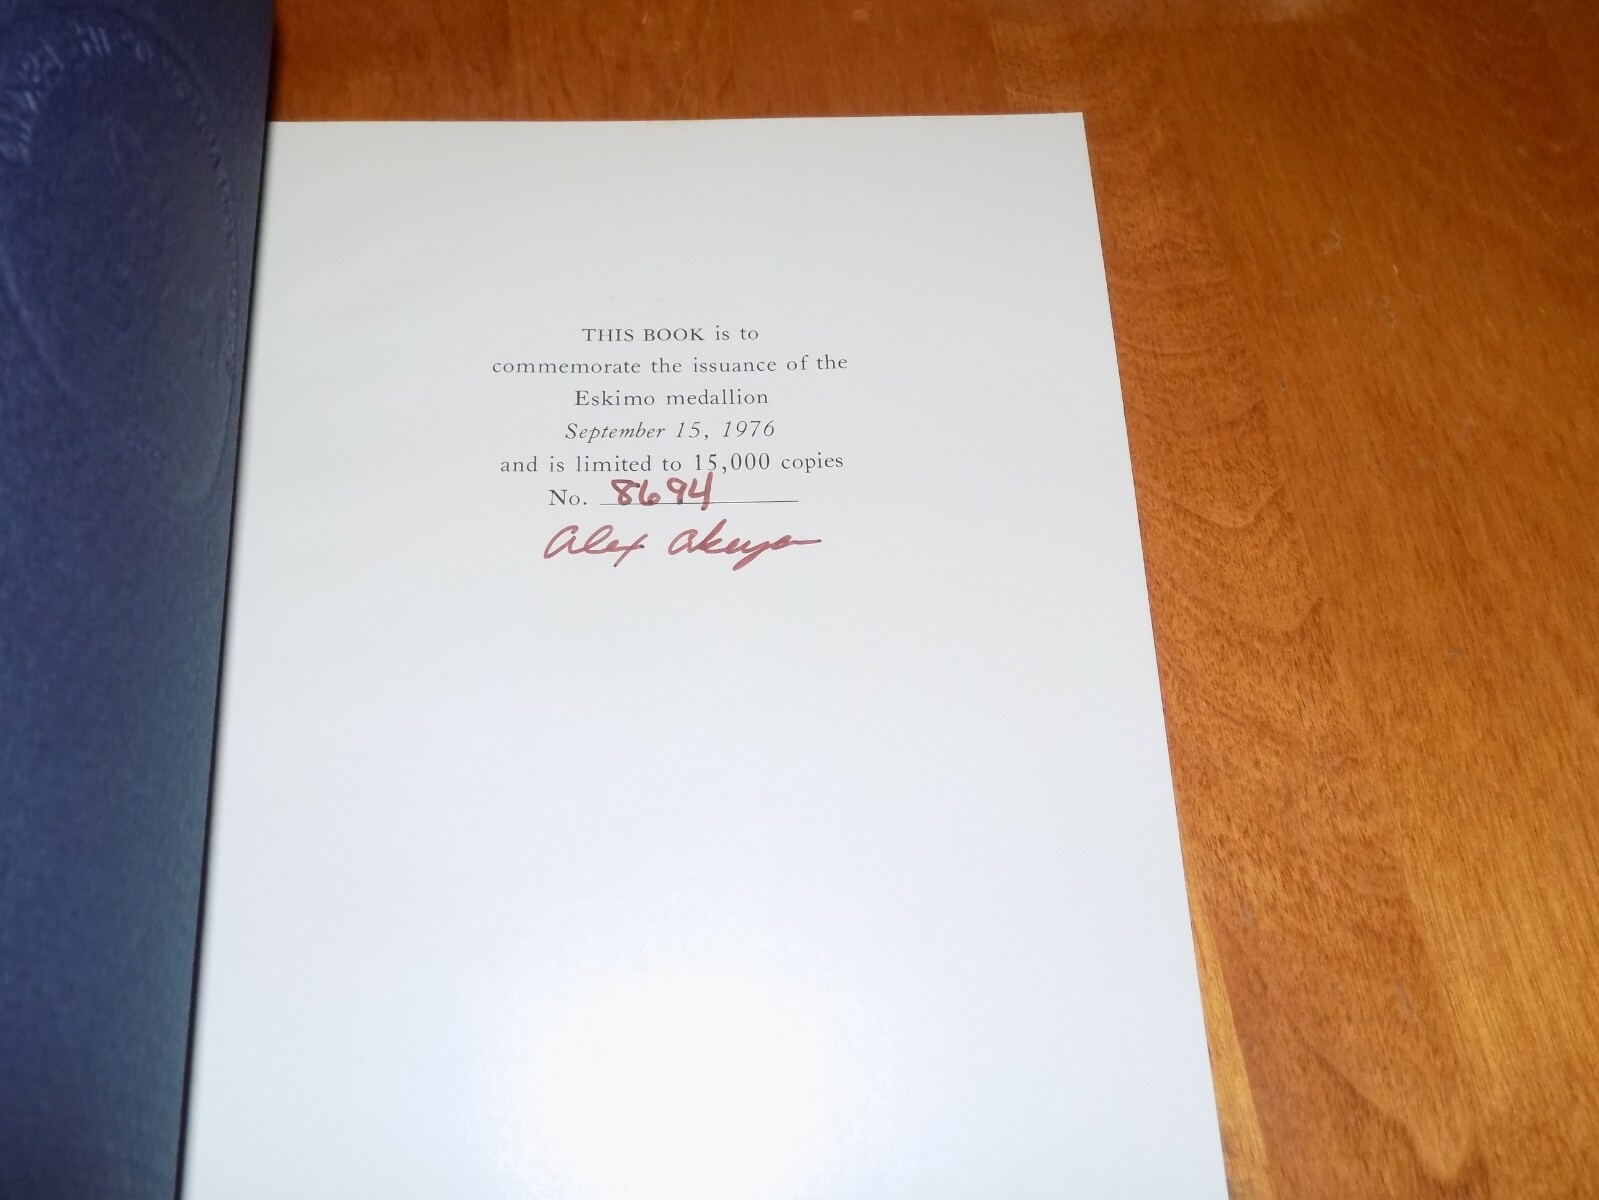 THIS BOOK is to
commemorate the issuance of the
Eskimo medallion
September 15, 1976
and is limited to 15,000 copies
No. 8694
Alex